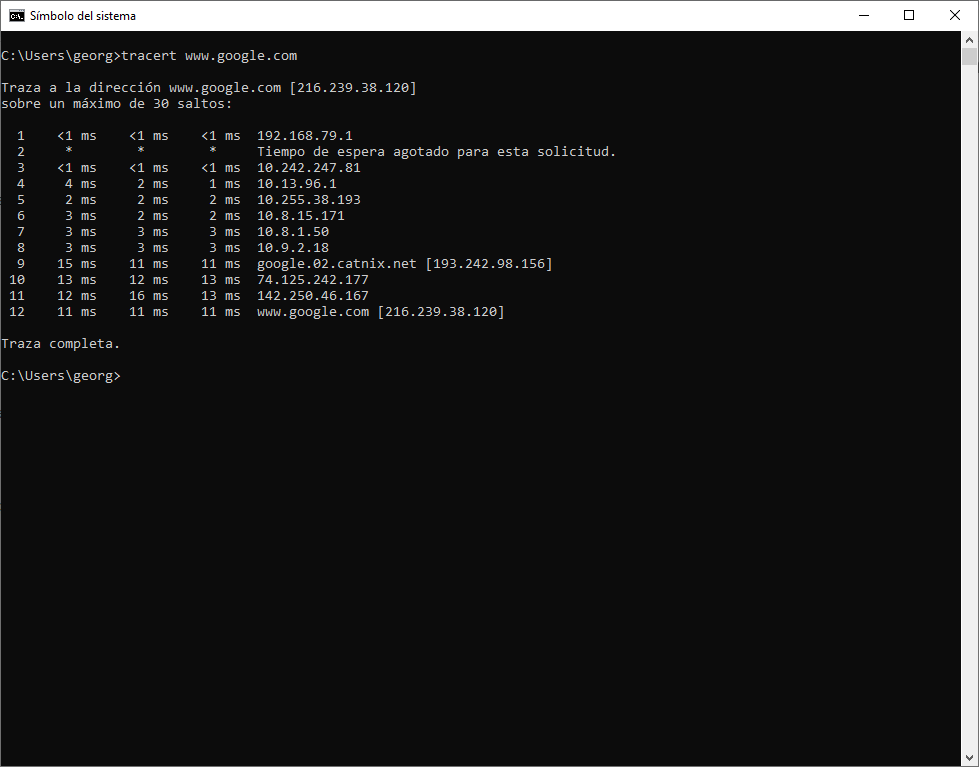 Símbolo del sistema
C:\Users\georg>tracert www.google.com
Traza a la dirección www.google.com [216.239.38.120]
sobre un máximo de 30 saltos:
1 <1 ms <1 ms <1 ms 192.168.79.1
2 * * * Tiempo de espera agotado para esta solicitud.
3 <1 ms <1 ms <1 ms 10.242.247.81
4 4 ms 2 ms 1 ms 10.13.96.1
5 2 ms 2 ms 2 ms 10.255.38.193
6 3 ms 2 ms 2 ms 10.8.15.171
7 3 ms 3 ms 3 ms 10.8.1.50
8 3 ms 3 ms 3 ms 10.9.2.18
9 15 ms 11 ms 11 ms google.02.catnix.net [193.242.98.156]
10 13 ms 12 ms 13 ms 74.125.242.177
11 12 ms 16 ms 13 ms 142.250.46.167
12 11 ms 11 ms 11 ms www.google.com [216.239.38.120]
Traza completa.
C:\Users\georg>